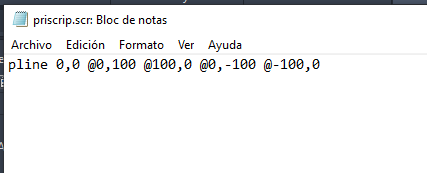 priscrip.scr: Bloc de notas
Archivo Edición Formato Ver Ayuda
pline 0,0 @0,100 @100,0 @0,-100 @-100,0